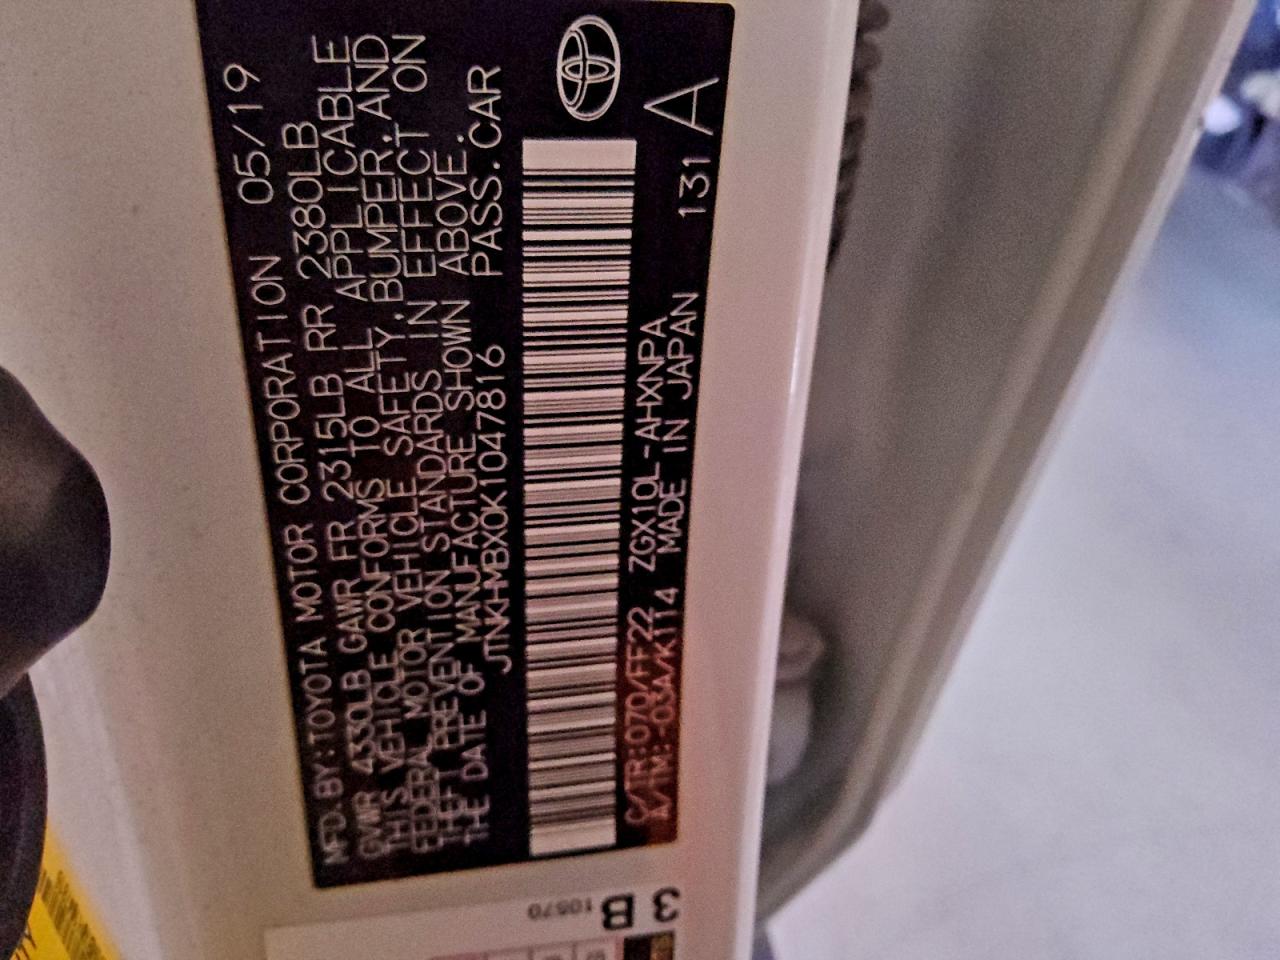 MFD.BY:TOYOTA MOTOR CORPORATION 05/19
GVWR 4330LB GAWR FR 2315LB RR 2380LB
THIS VEHICLE CONFORMS TO ALL APPLICABLE
FEDERAL MOTOR VEHICLE SAFETY, BUMPER, AND
THEFT PREVENTION STANDARDS IN EFFECT ON
THE DATE OF MANUFACTURE SHOWN ABOVE.
JTNKHMBX0K1047816 PASS.CAR
C/TR:070/FF22 ZGX10L-AHXNPA
A/TM:-03A/K114 MADE IN JAPAN 131 A
3 B
10570